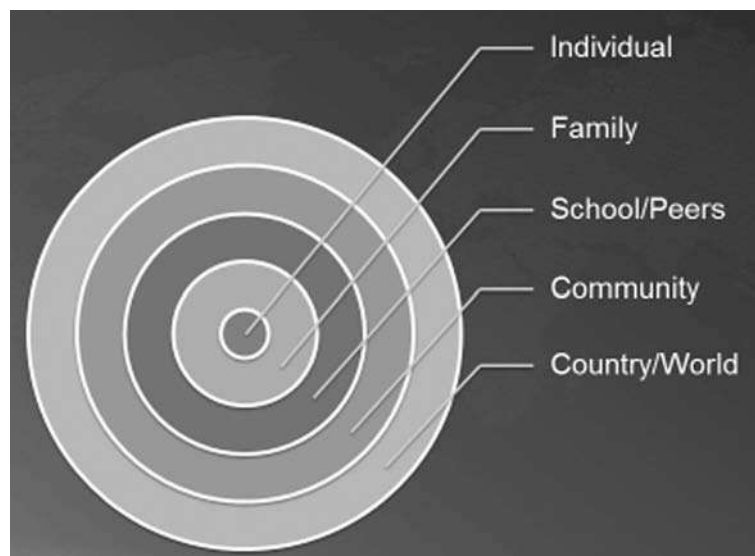 Individual
Family
School/Peers
Community
Country/World